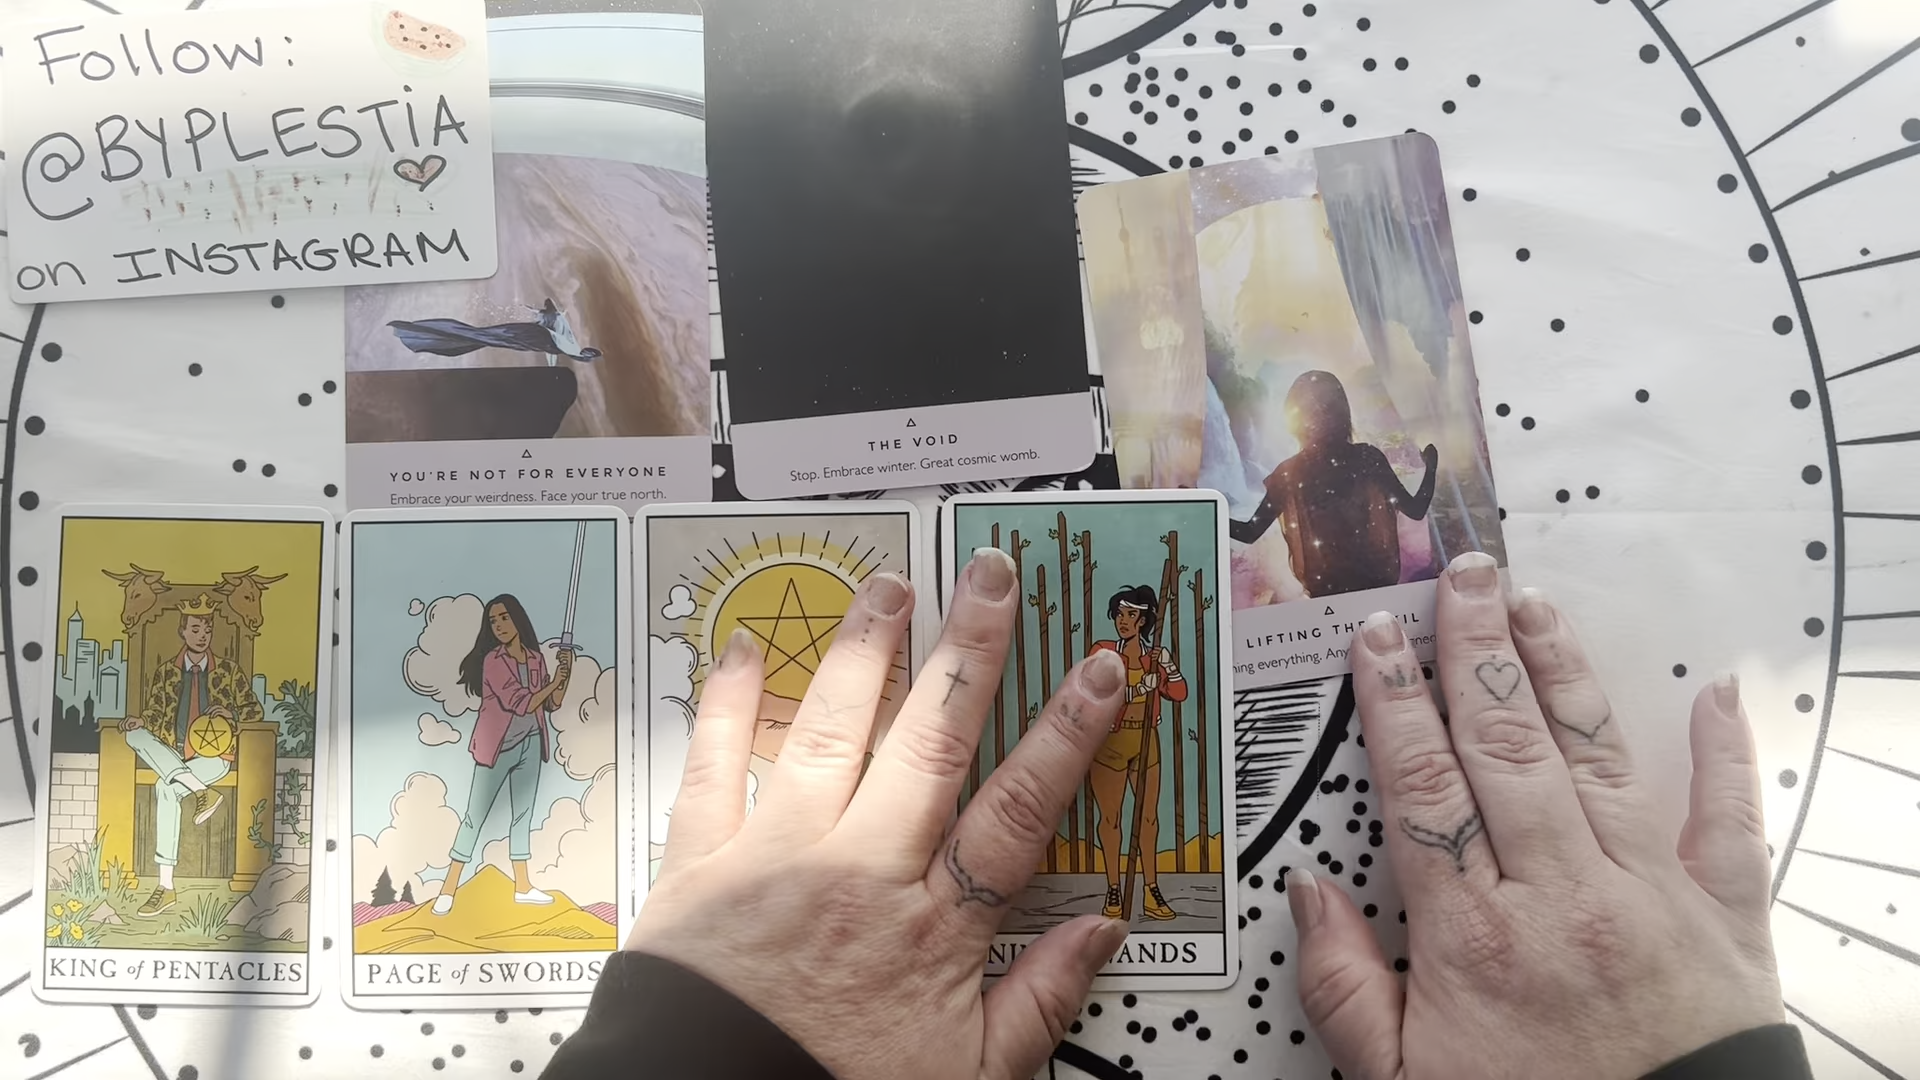 Follow:
@BYPLESTiA
on INSTAGRAM
YOU'RE NOT FOR EVERYONE
Embrace your weirdness. Face your true north.
THE VOID
Stop. Embrace winter. Great cosmic womb.
LIFTING THE
everything.
KING of PENTACLES
PAGE of SWORDS